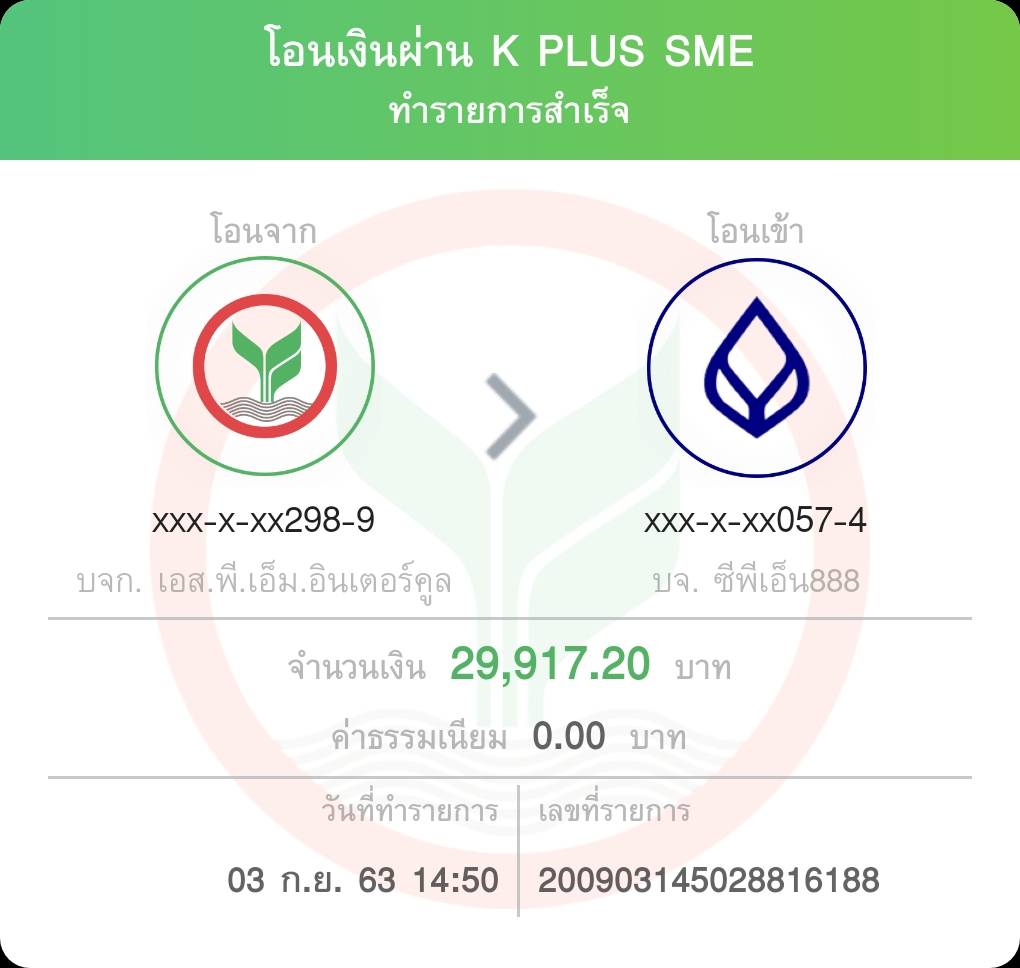 โอนเงินผ่าน K PLUS SME
ทำรายการสำเร็จ
โอนจาก
โอนเข้า
xxx-x-xx298-9
xxx-x-xx057-4
บจก. เอส.พี.เอ็ม.อินเตอร์คูล
บจ. ซีพีเอ็น888
จำนวนเงิน 29,917.20 บาท
ค่าธรรมเนียม 0.00 บาท
วันที่ทำรายการ
เลขที่รายการ
03 ก.ย. 63 14:50
200903145028816188